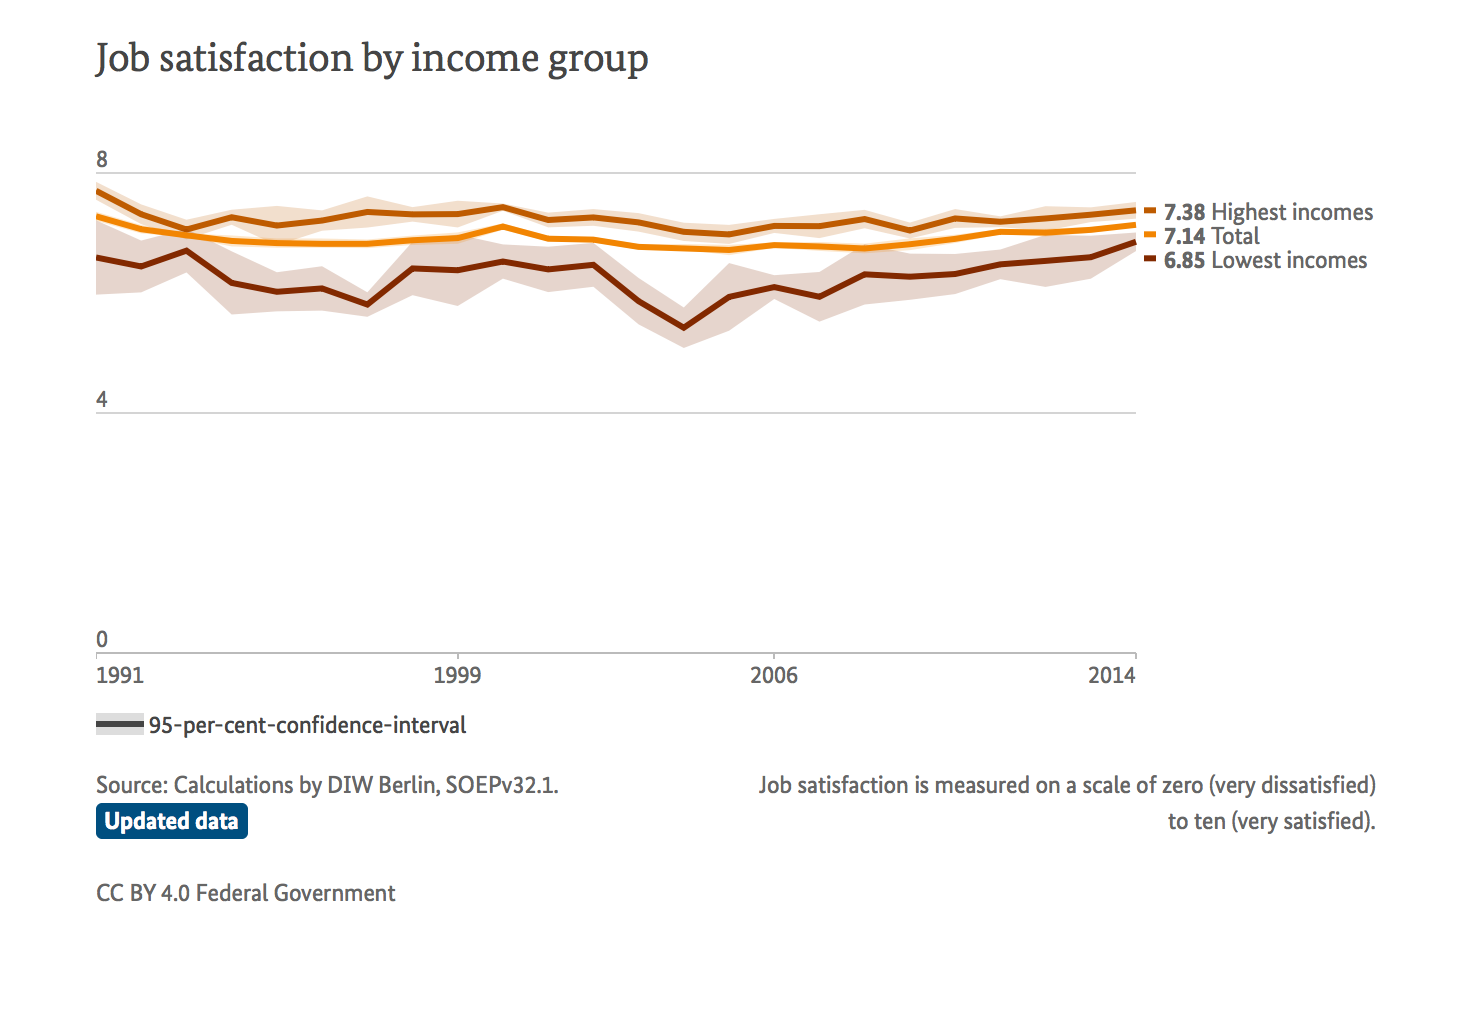 Job satisfaction by income group
8
7.38 Highest incomes
7.14 Total
6.85 Lowest incomes
4
0
1991 1999 2006 2014
95-per-cent-confidence-interval
Source: Calculations by DIW Berlin, SOEPv32.1.
Updated data
Job satisfaction is measured on a scale of zero (very dissatisfied)
to ten (very satisfied).
CC BY 4.0 Federal Government